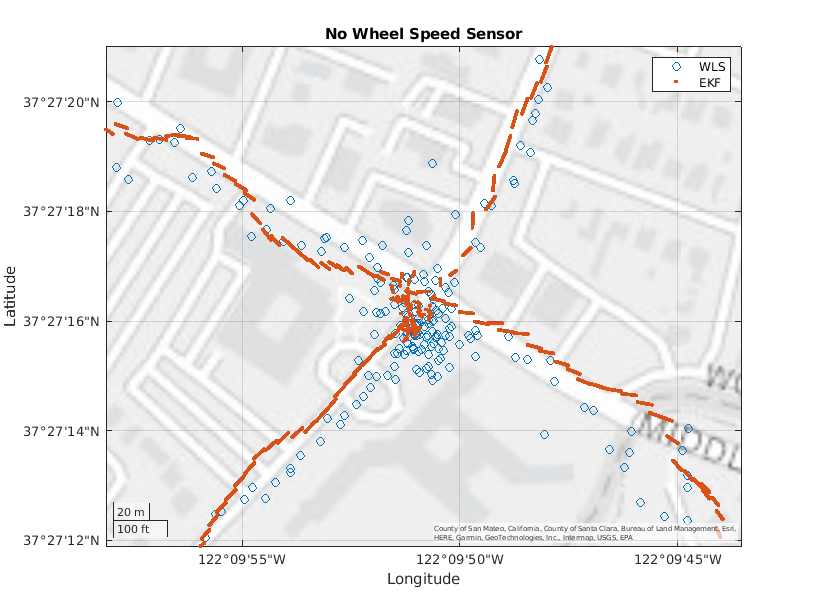 No Wheel Speed Sensor
WLS
EKF
37°27'20"N
37°27'18"N
37°27'16"N
37°27'14"N
37°27'12"N
Latitude
MIDDL
20 m
100 ft
County of San Mateo, California, County of Santa Clara, Bureau of Land Management, Esri,
HERE, Garmin, GeoTechnologies, Inc., Intermap, USGS, EPA
122°09'55"W
122°09'50"W
122°09'45"W
Longitude